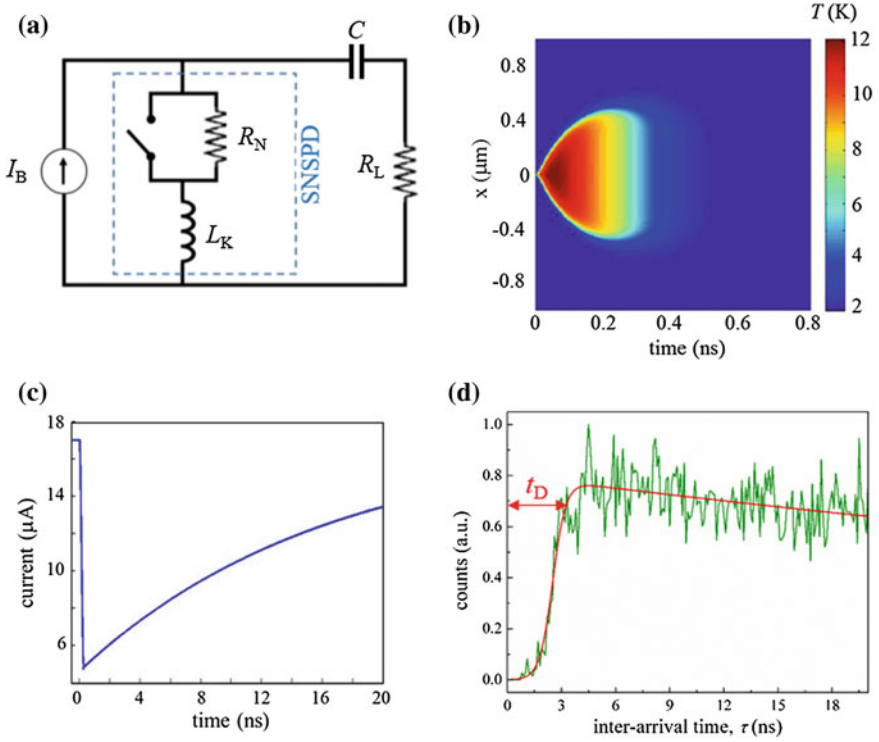 (a)
C
I_B
R_N
L_K
SNSPD
R_L
(b)
T (K)
12
10
8
6
4
2
0.8
0.4
0
-0.4
-0.8
x (μm)
0
0.2
0.4
0.6
0.8
time (ns)
(c)
18
14
10
6
current (μA)
0
4
8
12
16
20
time (ns)
(d)
1.0
0.8
0.6
0.4
0.2
0.0
counts (a.u.)
t_D
0
3
6
9
12
15
18
inter-arrival time, τ (ns)